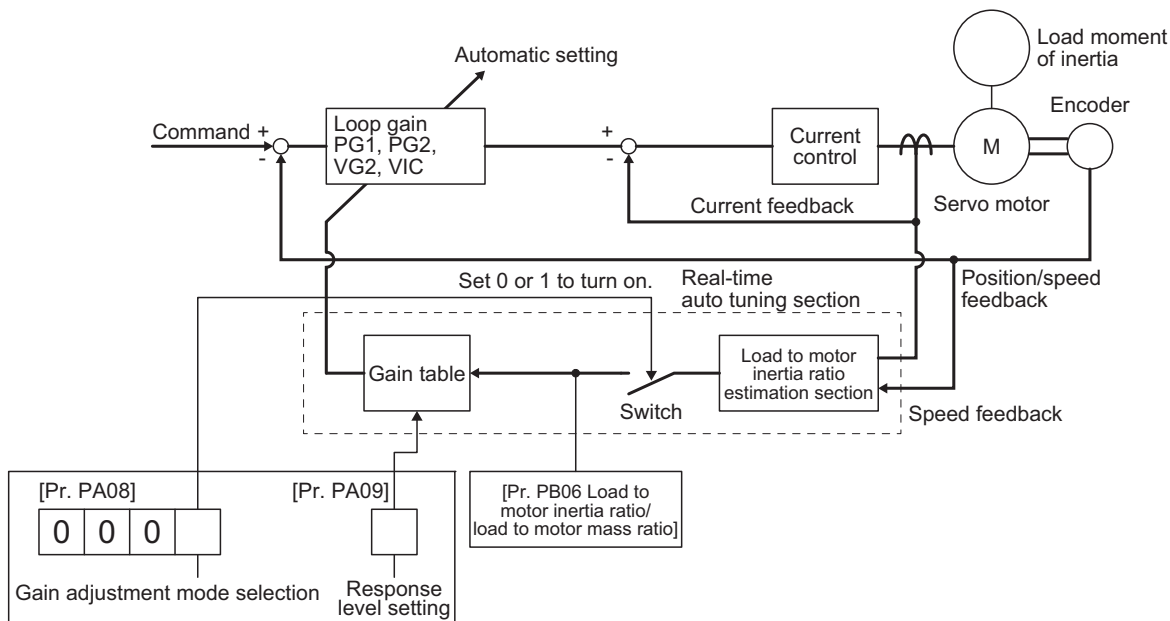 Automatic setting
Load moment
of inertia
Encoder
Command
+
-
Loop gain
PG1, PG2,
VG2, VIC
+
-
Current
control
M
Servo motor
Current feedback
Set 0 or 1 to turn on.
Real-time
auto tuning section
Position/speed
feedback
Gain table
Switch
Load to motor
inertia ratio
estimation section
Speed feedback
[Pr. PA08]
0 0 0
Gain adjustment mode selection
[Pr. PA09]
Response
level setting
[Pr. PB06 Load to
motor inertia ratio/
load to motor mass ratio]